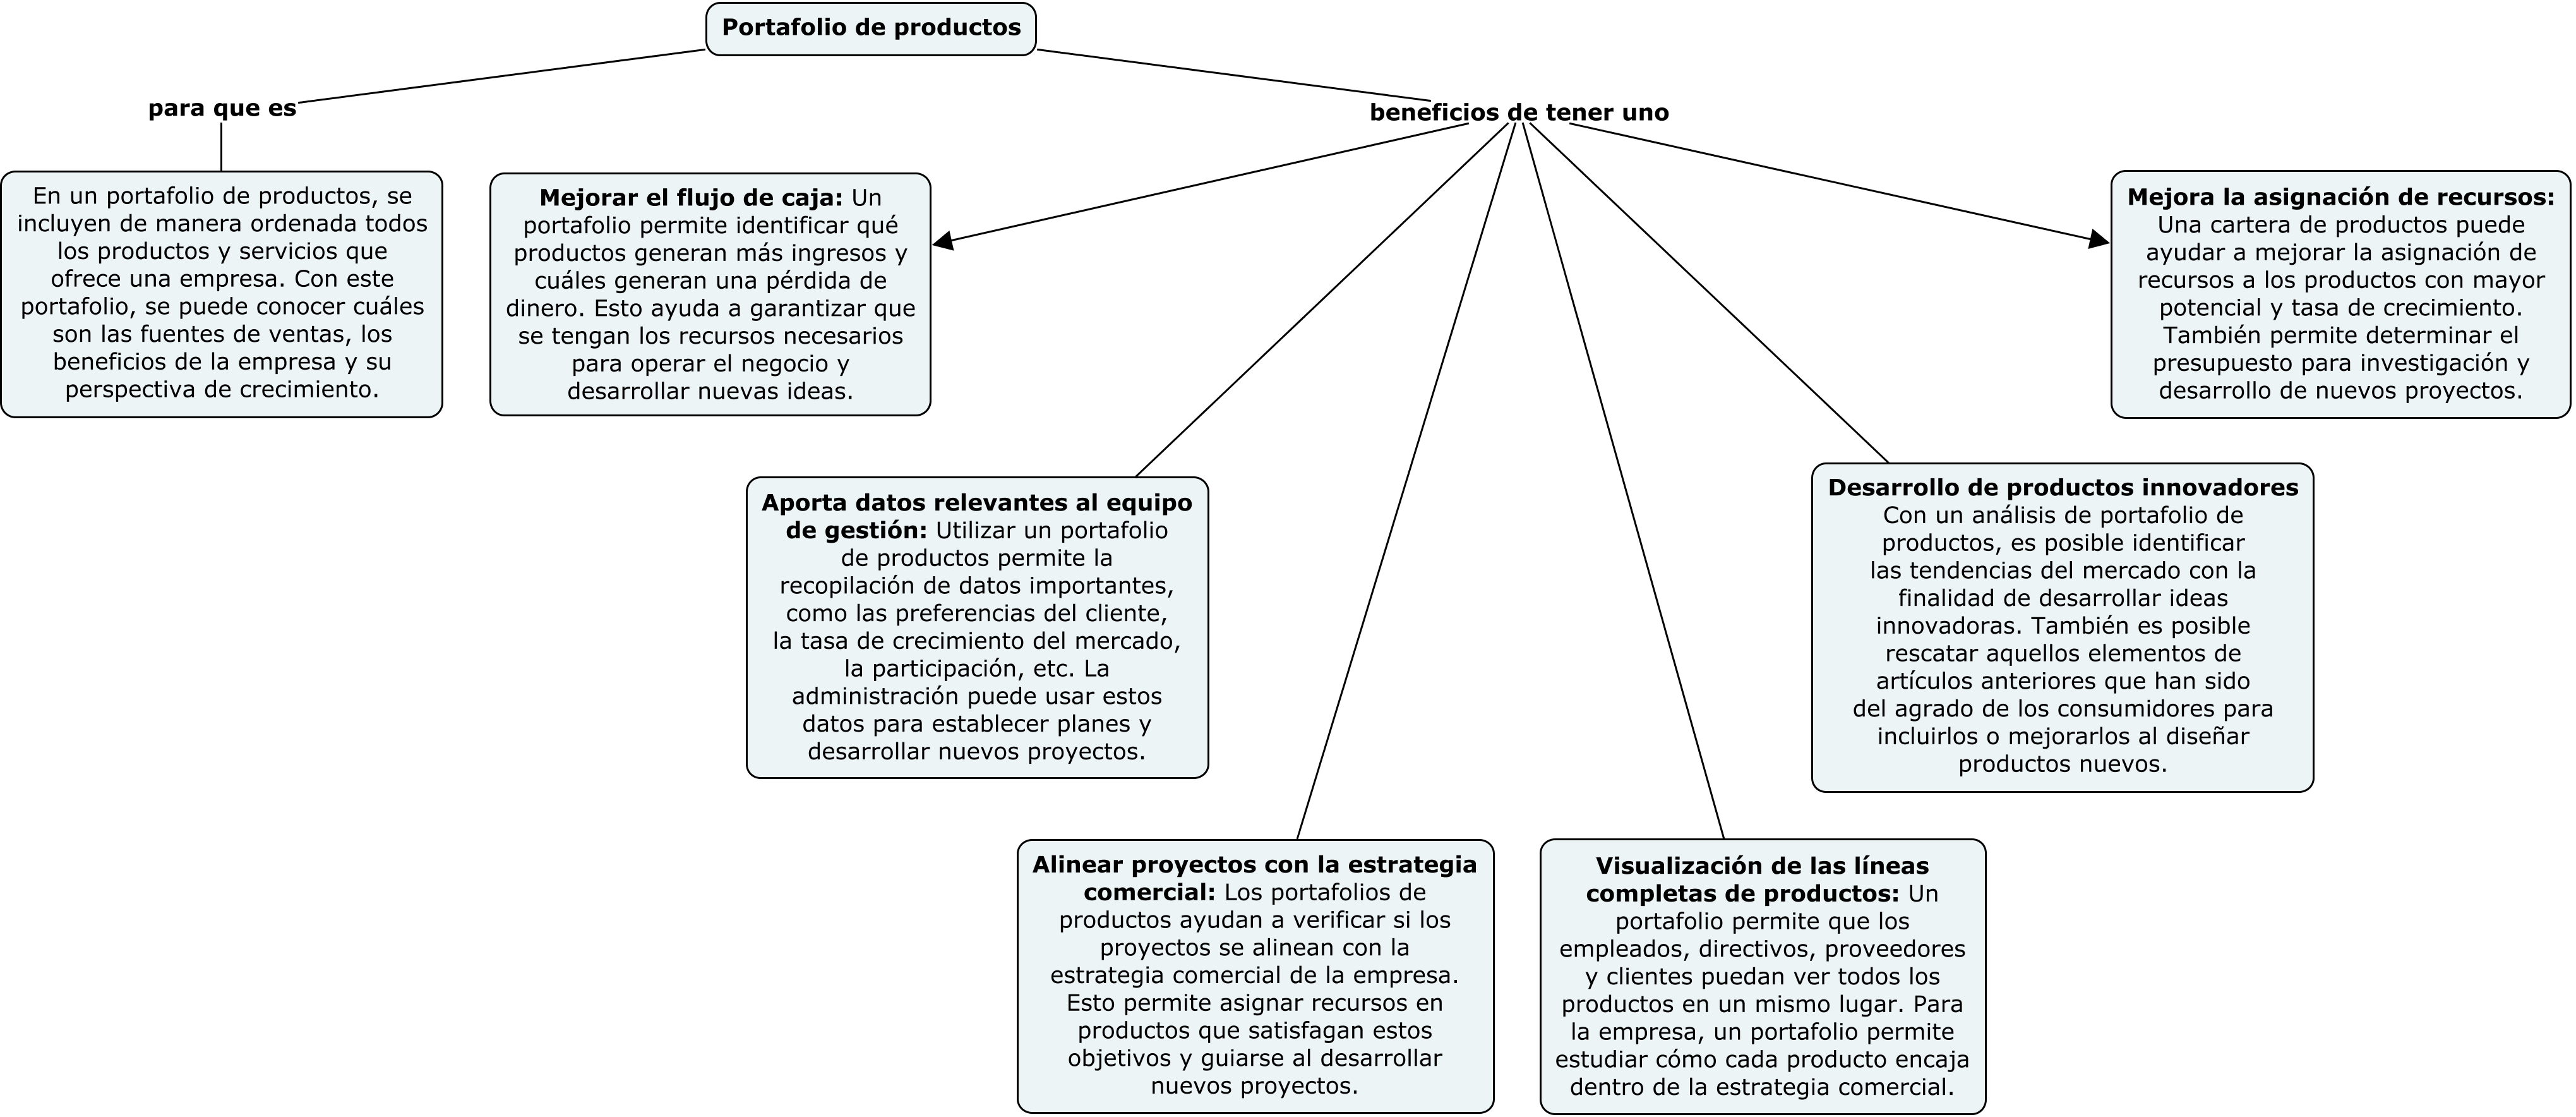 Portafolio de productos
para que es
beneficios de tener uno
En un portafolio de productos, se
incluyen de manera ordenada todos
los productos y servicios que
ofrece una empresa. Con este
portafolio, se puede conocer cuáles
son las fuentes de ventas, los
beneficios de la empresa y su
perspectiva de crecimiento.
Mejorar el flujo de caja: Un
portafolio permite identificar qué
productos generan más ingresos y
cuáles generan una pérdida de
dinero. Esto ayuda a garantizar que
se tengan los recursos necesarios
para operar el negocio y
desarrollar nuevas ideas.
Mejora la asignación de recursos:
Una cartera de productos puede
ayudar a mejorar la asignación de
recursos a los productos con mayor
potencial y tasa de crecimiento.
También permite determinar el
presupuesto para investigación y
desarrollo de nuevos proyectos.
Aporta datos relevantes al equipo
de gestión: Utilizar un portafolio
de productos permite la
recopilación de datos importantes,
como las preferencias del cliente,
la tasa de crecimiento del mercado,
la participación, etc. La
administración puede usar estos
datos para establecer planes y
desarrollar nuevos proyectos.
Desarrollo de productos innovadores
Con un análisis de portafolio de
productos, es posible identificar
las tendencias del mercado con la
finalidad de desarrollar ideas
innovadoras. También es posible
rescatar aquellos elementos de
artículos anteriores que han sido
del agrado de los consumidores para
incluirlos o mejorarlos al diseñar
productos nuevos.
Alinear proyectos con la estrategia
comercial: Los portafolios de
productos ayudan a verificar si los
proyectos se alinean con la
estrategia comercial de la empresa.
Esto permite asignar recursos en
productos que satisfagan estos
objetivos y guiarse al desarrollar
nuevos proyectos.
Visualización de las líneas
completas de productos: Un
portafolio permite que los
empleados, directivos, proveedores
y clientes puedan ver todos los
productos en un mismo lugar. Para
la empresa, un portafolio permite
estudiar cómo cada producto encaja
dentro de la estrategia comercial.